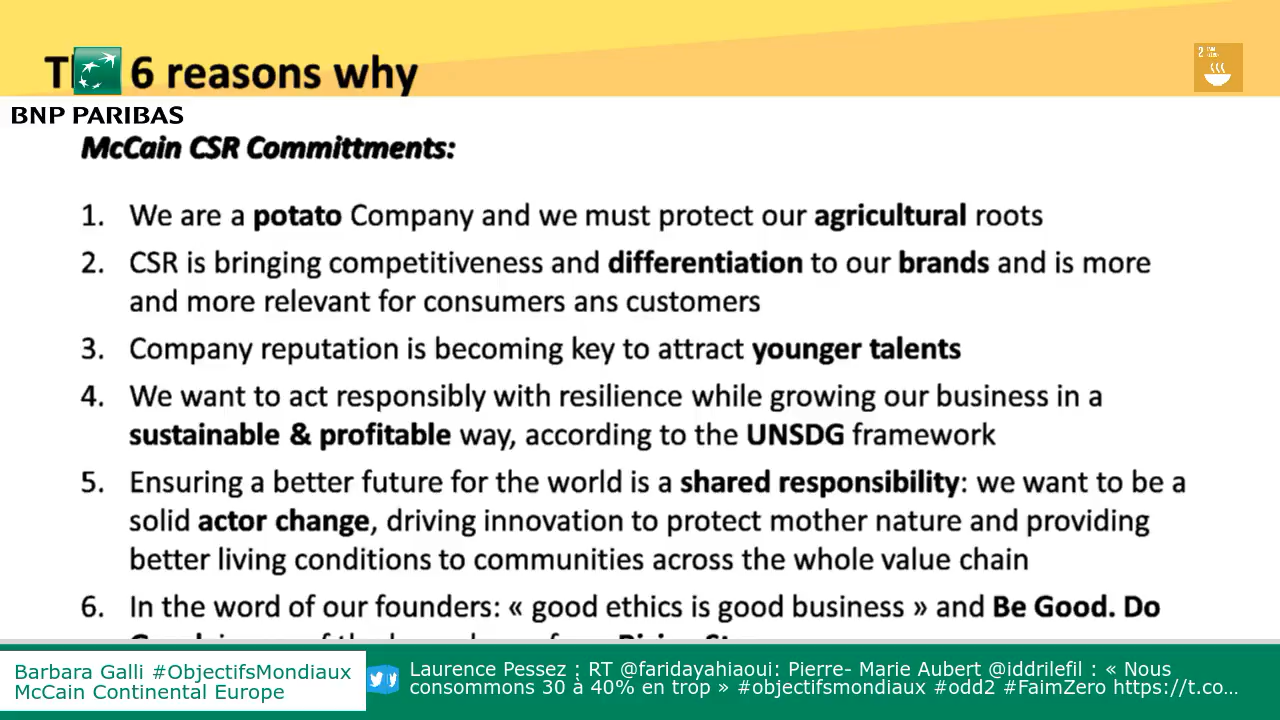 T 6 reasons why
BNP PARIBAS
McCain CSR Committments:
1. We are a potato Company and we must protect our agricultural roots
2. CSR is bringing competitiveness and differentiation to our brands and is more
and more relevant for consumers ans customers
3. Company reputation is becoming key to attract younger talents
4. We want to act responsibly with resilience while growing our business in a
sustainable & profitable way, according to the UNSDG framework
5. Ensuring a better future for the world is a shared responsibility: we want to be a
solid actor change, driving innovation to protect mother nature and providing
better living conditions to communities across the whole value chain
6. In the word of our founders: « good ethics is good business » and Be Good. Do
Barbara Galli #ObjectifsMondiaux
McCain Continental Europe
Laurence Pessez : RT @faridayahiaoui: Pierre- Marie Aubert @iddrilefil : « Nous
consommons 30 à 40% en trop » #objectifsmondiaux #odd2 #FaimZero https://t.co...